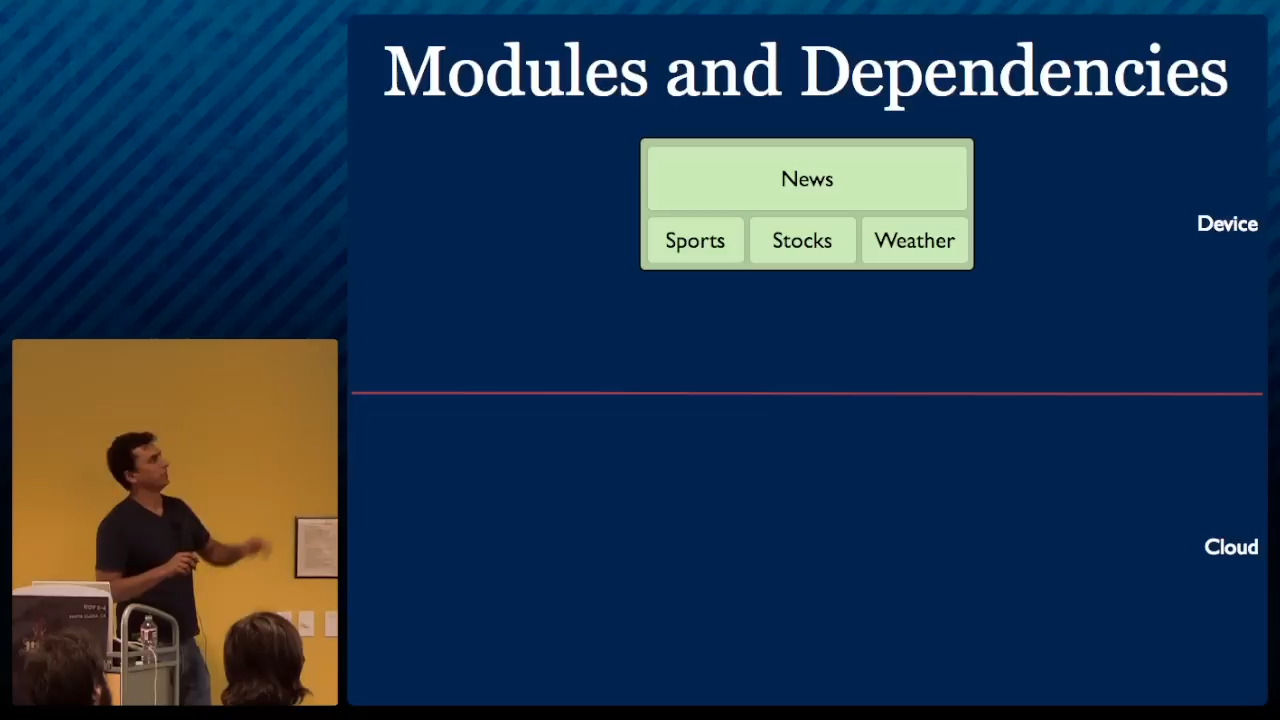 Modules and Dependencies
News
Sports Stocks Weather
Device
Cloud